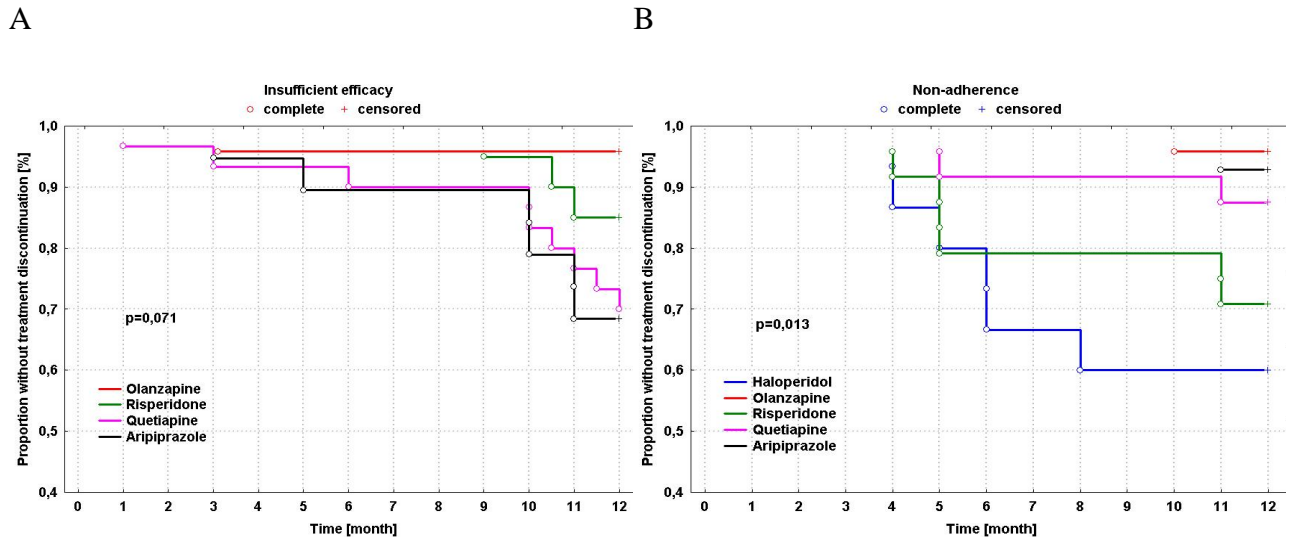 A
B
Insufficient efficacy
complete censored
Proportion without treatment discontinuation [%]
1,0
0,9
0,8
0,7
0,6
0,5
0,4
p=0,071
Olanzapine
Risperidone
Quetiapine
Aripiprazole
0 1 2 3 4 5 6 7 8 9 10 11 12
Time [month]
Non-adherence
complete censored
Proportion without treatment discontinuation [%]
1,0
0,9
0,8
0,7
0,6
0,5
0,4
p=0,013
Haloperidol
Olanzapine
Risperidone
Quetiapine
Aripiprazole
0 1 2 3 4 5 6 7 8 9 10 11 12
Time [month]